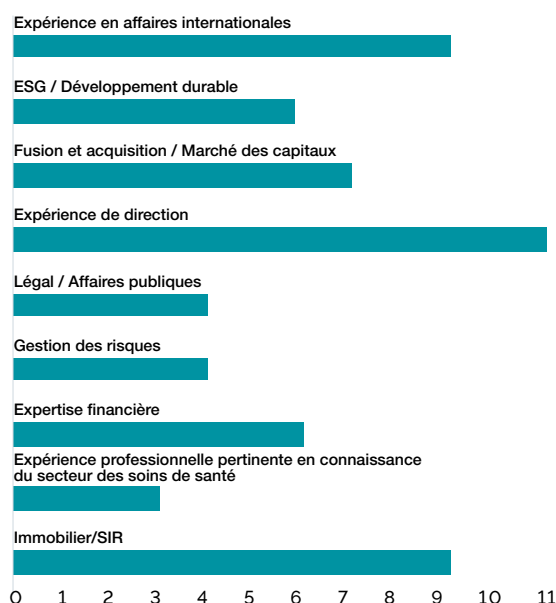 Expérience en affaires internationales
ESG / Développement durable
Fusion et acquisition / Marché des capitaux
Expérience de direction
Légal / Affaires publiques
Gestion des risques
Expertise financière
Expérience professionnelle pertinente en connaissance
du secteur des soins de santé
Immobilier/SIR
0 1 2 3 4 5 6 7 8 9 10 11